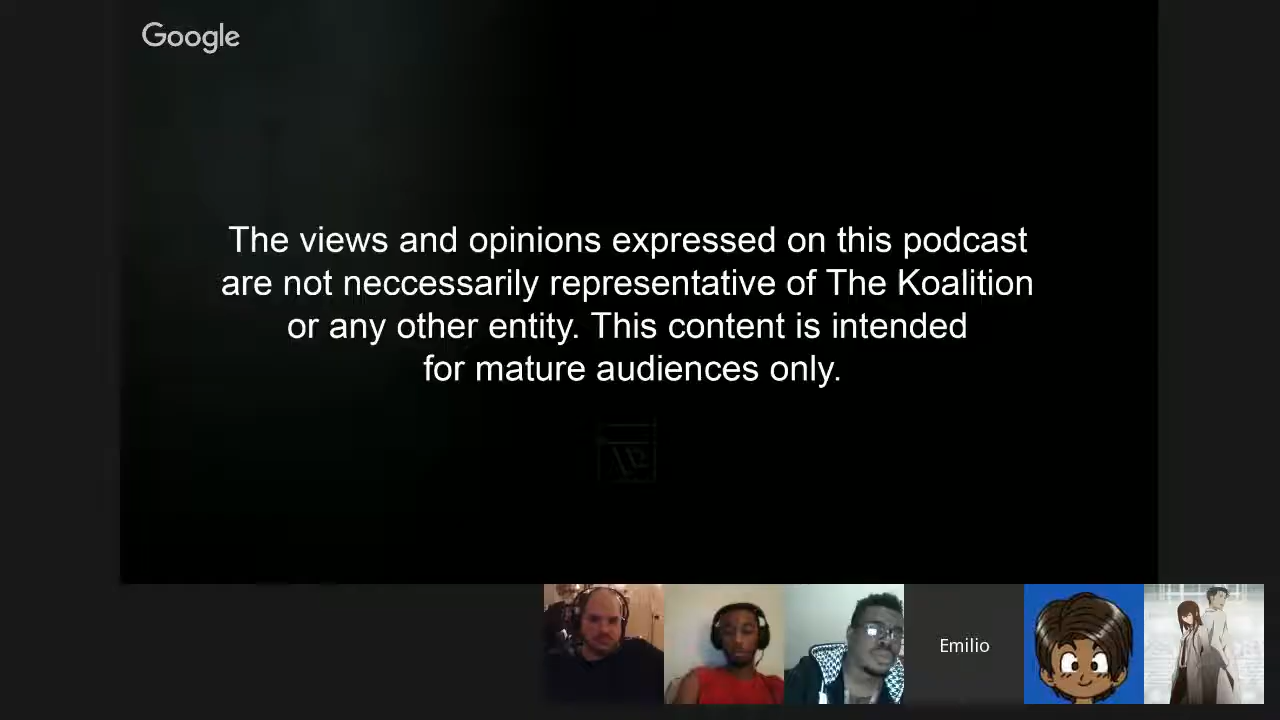 Google
The views and opinions expressed on this podcast
are not neccessarily representative of The Koalition
or any other entity. This content is intended
for mature audiences only.
Emilio